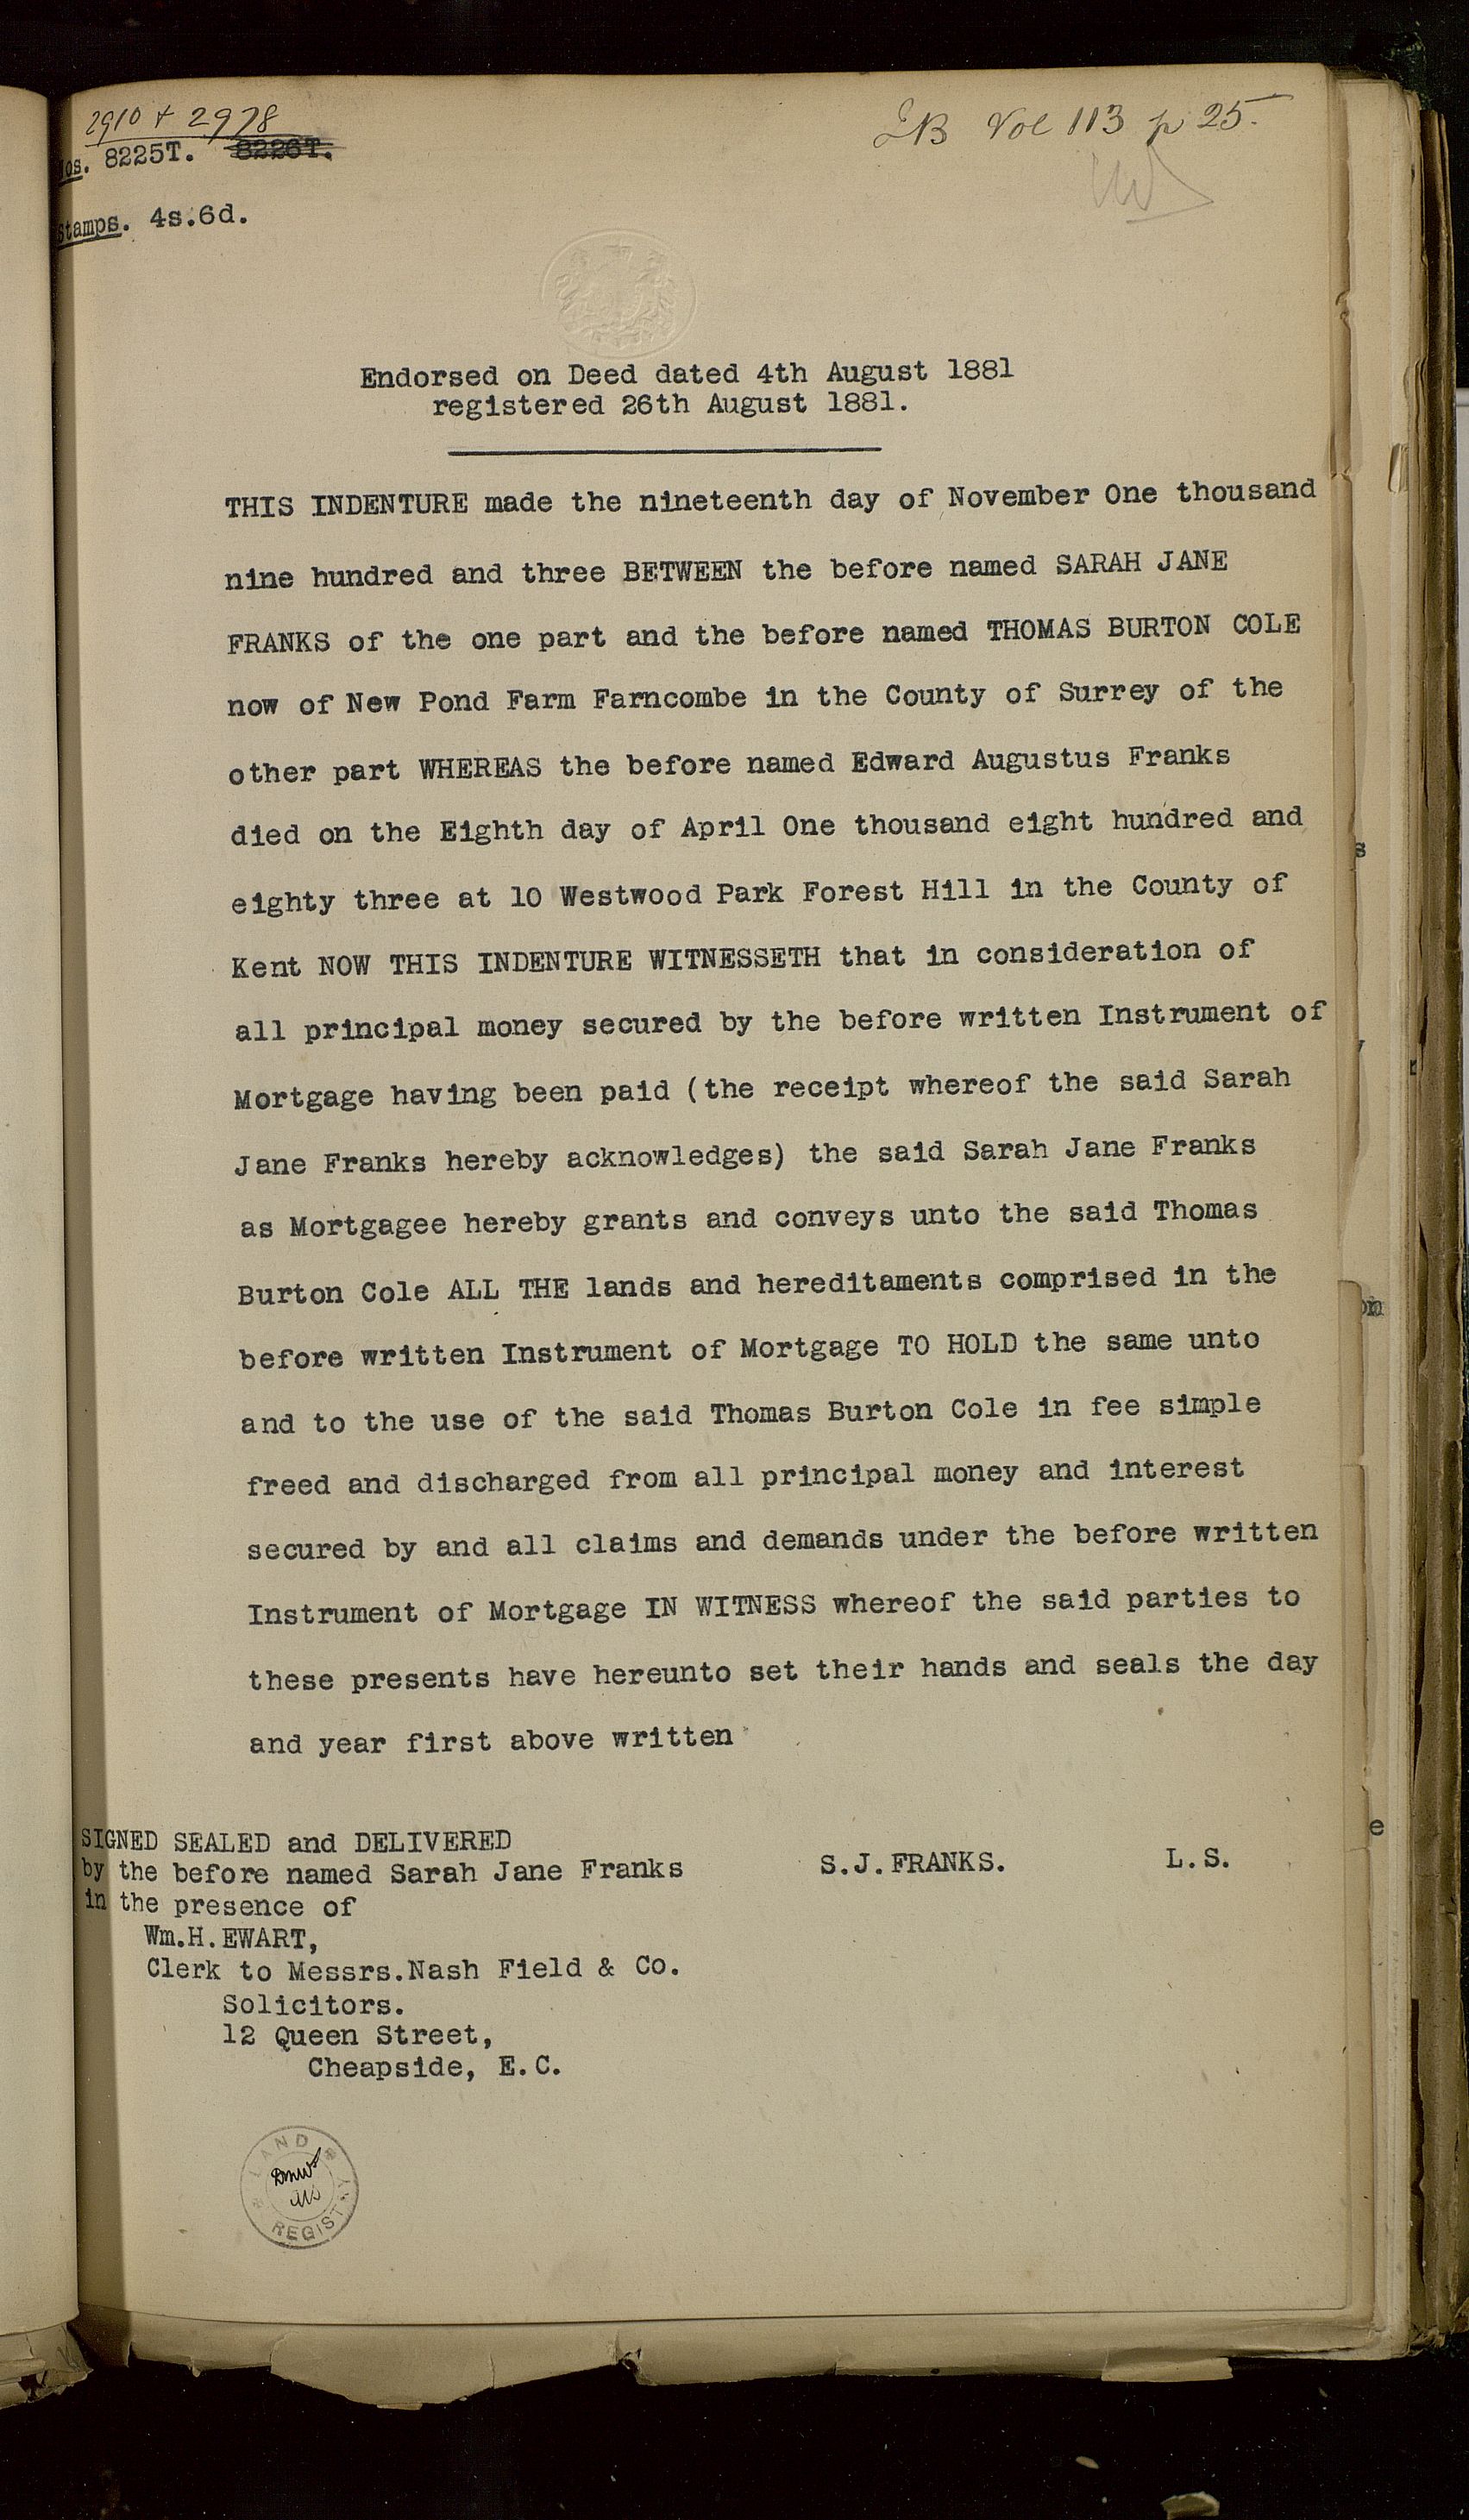 2910 + 2978
Nos. 8225T. 8226T.
Stamps. 4s.6d.
Vol 113 p 25.
Endorsed on Deed dated 4th August 1881
registered 26th August 1881.
THIS INDENTURE made the nineteenth day of November One thousand
nine hundred and three BETWEEN the before named SARAH JANE
FRANKS of the one part and the before named THOMAS BURTON COLE
now of New Pond Farm Farncombe in the County of Surrey of the
other part WHEREAS the before named Edward Augustus Franks
died on the Eighth day of April One thousand eight hundred and
eighty three at 10 Westwood Park Forest Hill in the County of
Kent NOW THIS INDENTURE WITNESSETH that in consideration of
all principal money secured by the before written Instrument of
Mortgage having been paid (the receipt whereof the said Sarah
Jane Franks hereby acknowledges) the said Sarah Jane Franks
as Mortgagee hereby grants and conveys unto the said Thomas
Burton Cole ALL THE lands and hereditaments comprised in the
before written Instrument of Mortgage TO HOLD the same unto
and to the use of the said Thomas Burton Cole in fee simple
freed and discharged from all principal money and interest
secured by and all claims and demands under the before written
Instrument of Mortgage IN WITNESS whereof the said parties to
these presents have hereunto set their hands and seals the day
and year first above written
SIGNED SEALED and DELIVERED
by the before named Sarah Jane Franks S.J.FRANKS. L.S.
in the presence of
Wm.H.EWART,
Clerk to Messrs.Nash Field & Co.
Solicitors.
12 Queen Street,
Cheapside, E.C.
LAND
REGISTRY